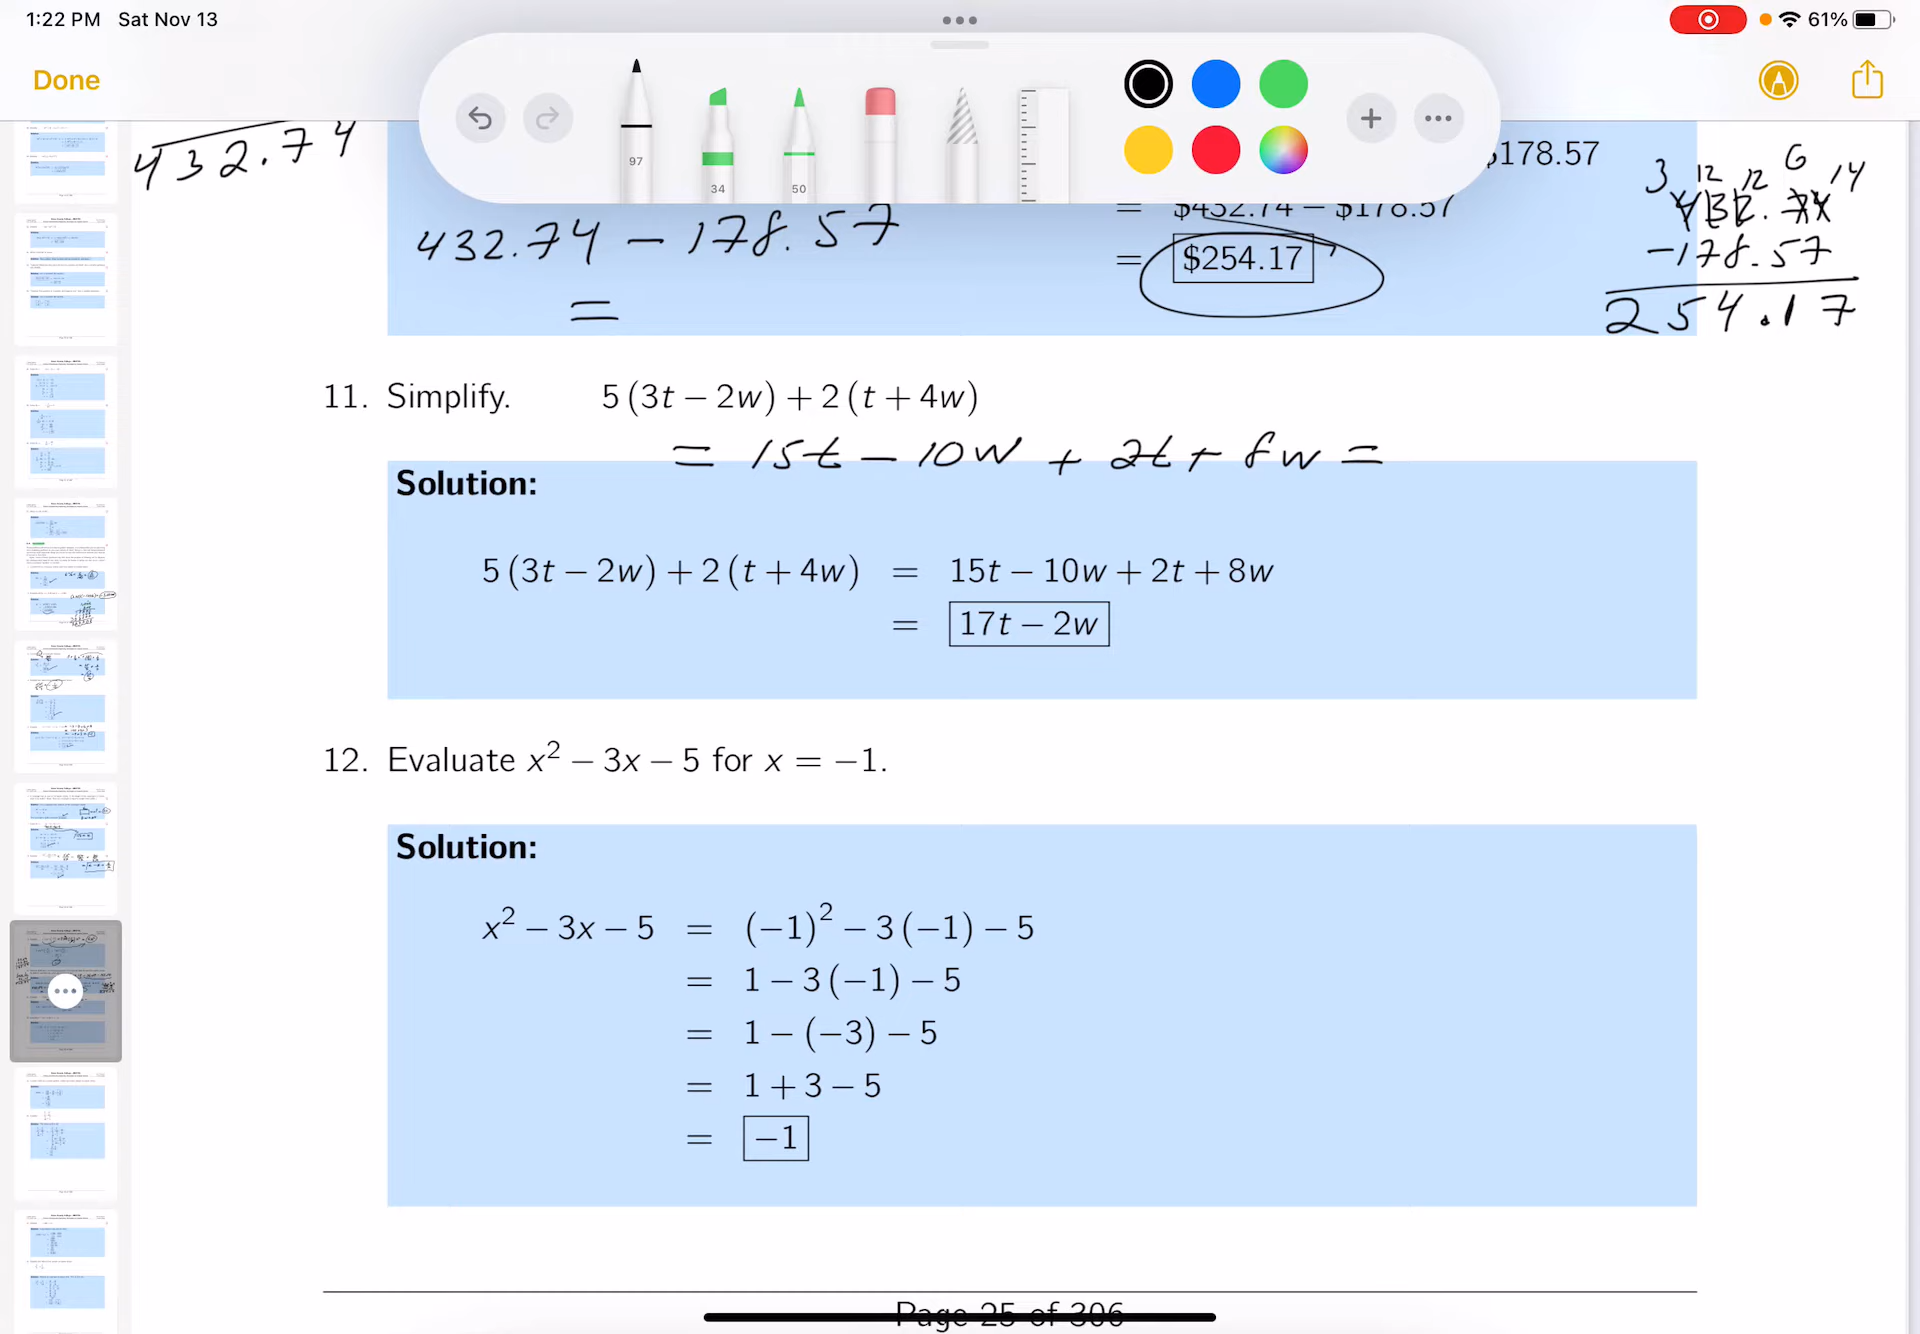 1:22 PM Sat Nov 13
61%
Done
97
34
50
432.74
$178.57
= $432.74 − $178.57
432.74 − 178.57
= $254.17
=
3 12 12 6 14
432.74
−178.57
254.17
11. Simplify. 5(3t − 2w) + 2(t + 4w)
= 15t − 10w + 2t + 8w =
Solution:
5(3t − 2w) + 2(t + 4w) = 15t − 10w + 2t + 8w
= 17t − 2w
12. Evaluate x² − 3x − 5 for x = −1.
Solution:
x² − 3x − 5 = (−1)² − 3(−1) − 5
= 1 − 3(−1) − 5
= 1 − (−3) − 5
= 1 + 3 − 5
= −1
Page 25 of 306